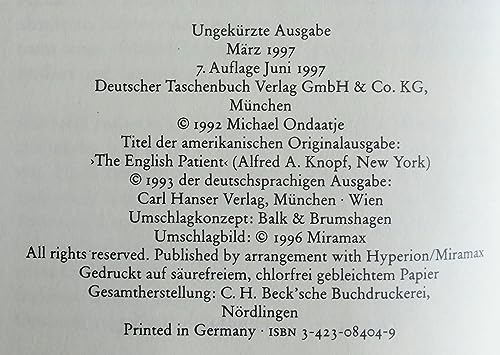 Ungekürzte Ausgabe
März 1997
7. Auflage Juni 1997
Deutscher Taschenbuch Verlag GmbH & Co. KG,
München
© 1992 Michael Ondaatje
Titel der amerikanischen Originalausgabe:
›The English Patient‹ (Alfred A. Knopf, New York)
© 1993 der deutschsprachigen Ausgabe:
Carl Hanser Verlag, München · Wien
Umschlagkonzept: Balk & Brumshagen
Umschlagbild: © 1996 Miramax
All rights reserved. Published by arrangement with Hyperion/Miramax
Gedruckt auf säurefreiem, chlorfrei gebleichtem Papier
Gesamtherstellung: C. H. Beck'sche Buchdruckerei,
Nördlingen
Printed in Germany · ISBN 3-423-08404-9